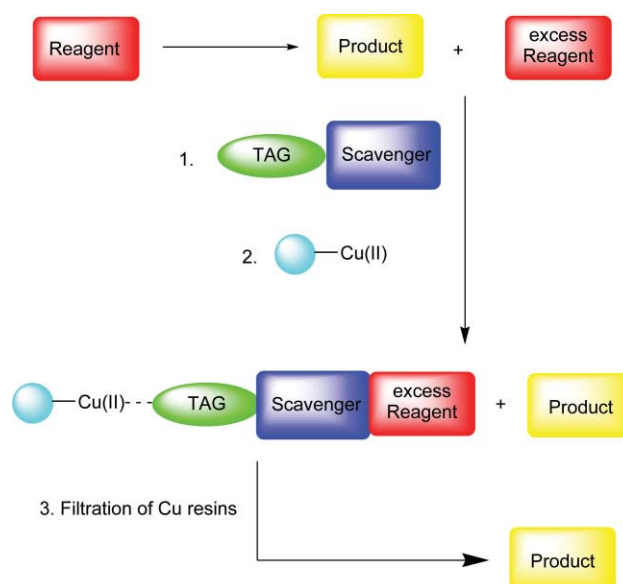 Reagent
Product
+
excess
Reagent
1.
TAG
Scavenger
2.
Cu(II)
Cu(II)
TAG
Scavenger
excess
Reagent
+
Product
3. Filtration of Cu resins
Product